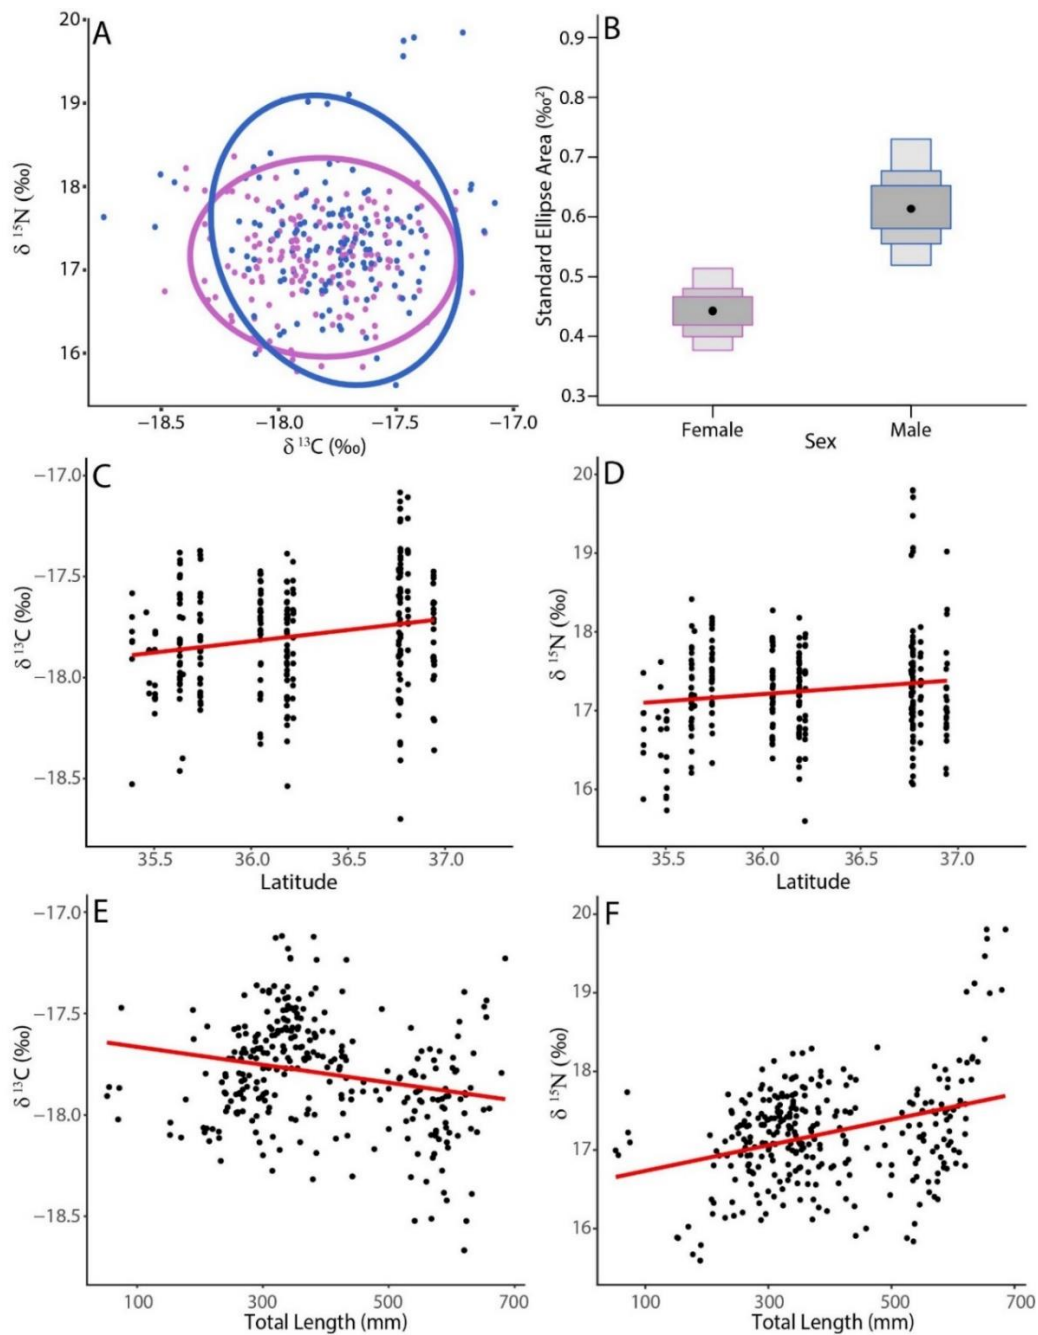 A
20
19
18
17
16
δ ¹⁵N (‰)
−18.5 −18.0 −17.5 −17.0
δ ¹³C (‰)
B
0.9
0.8
0.7
0.6
0.5
0.4
0.3
Standard Ellipse Area (‰²)
Female Male
Sex
C
−17.0
−17.5
−18.0
−18.5
δ ¹³C (‰)
35.5 36.0 36.5 37.0
Latitude
D
20
19
18
17
16
δ ¹⁵N (‰)
35.5 36.0 36.5 37.0
Latitude
E
−17.0
−17.5
−18.0
−18.5
δ ¹³C (‰)
100 300 500 700
Total Length (mm)
F
20
19
18
17
16
δ ¹⁵N (‰)
100 300 500 700
Total Length (mm)